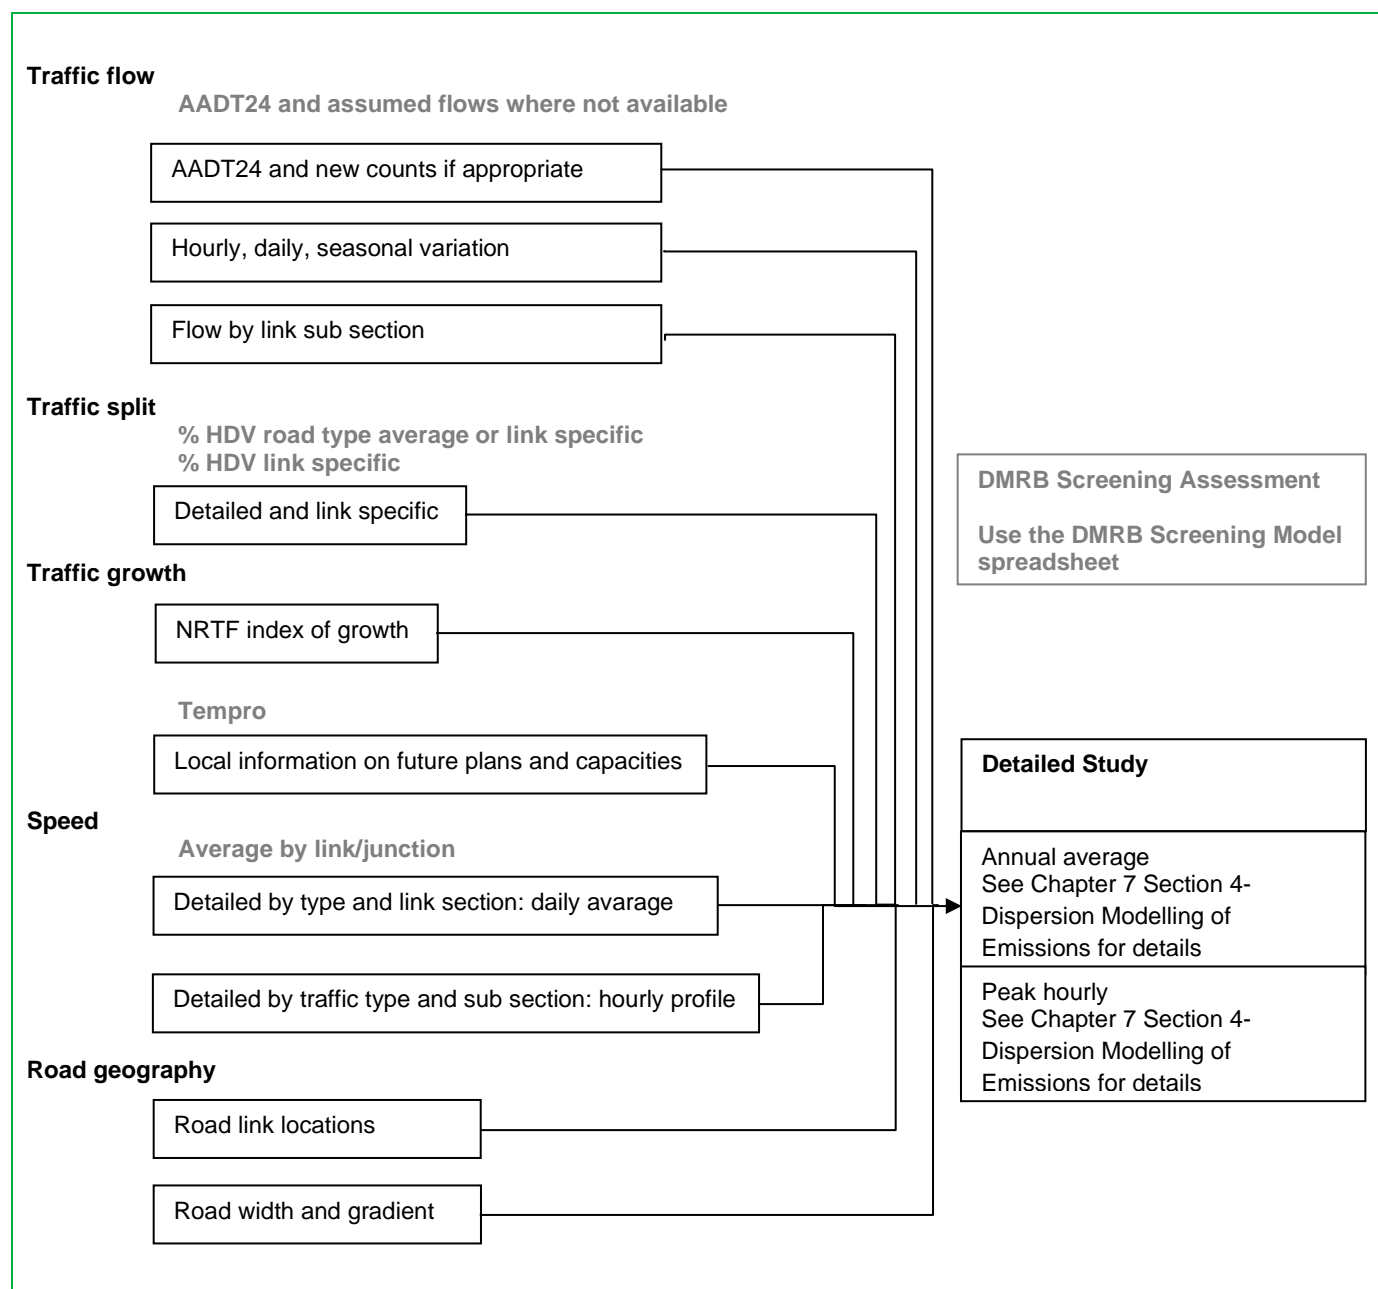 Traffic flow
AADT24 and assumed flows where not available
AADT24 and new counts if appropriate
Hourly, daily, seasonal variation
Flow by link sub section
Traffic split
% HDV road type average or link specific
% HDV link specific
Detailed and link specific
DMRB Screening Assessment
Use the DMRB Screening Model
spreadsheet
Traffic growth
NRTF index of growth
Tempro
Local information on future plans and capacities
Speed
Average by link/junction
Detailed by type and link section: daily avarage
Detailed by traffic type and sub section: hourly profile
Detailed Study
Annual average
See Chapter 7 Section 4-
Dispersion Modelling of
Emissions for details
Peak hourly
See Chapter 7 Section 4-
Dispersion Modelling of
Emissions for details
Road geography
Road link locations
Road width and gradient